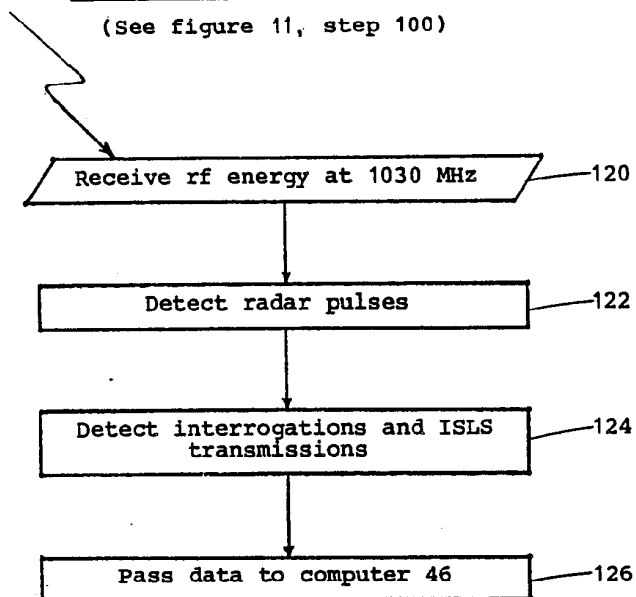 (See figure 11, step 100)
Receive rf energy at 1030 MHz
120
Detect radar pulses
122
Detect interrogations and ISLS
transmissions
124
Pass data to computer 46
126